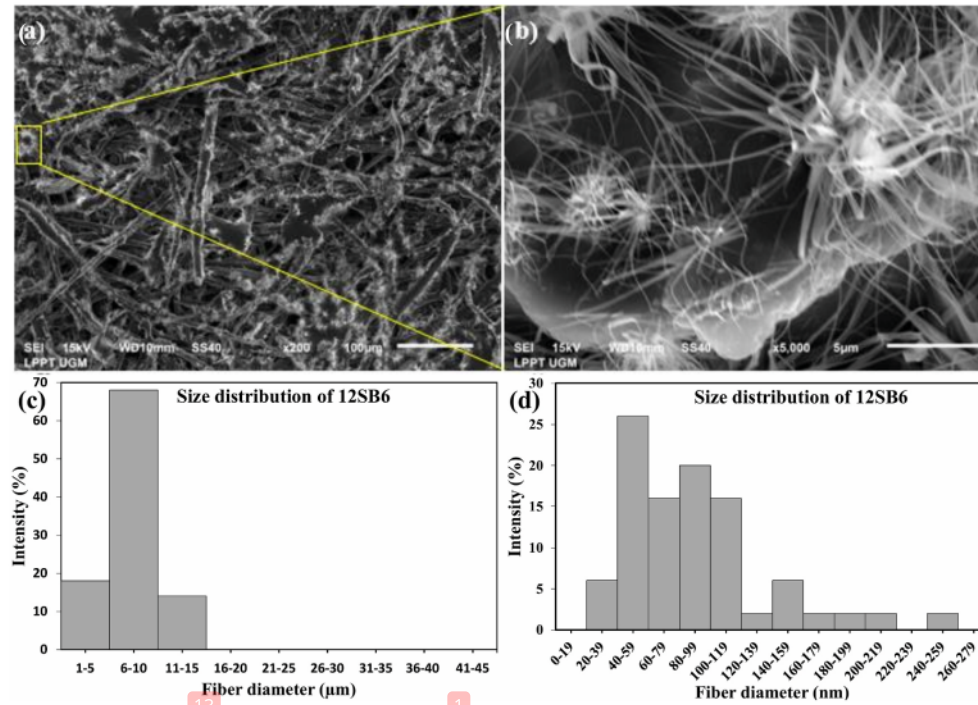 (a)
SEI 15kV WD10mm SS40 x200 100μm
LPPT UGM
(b)
SEI 15kV WD10mm SS40 x5,000 5μm
LPPT UGM
(c)
Size distribution of 12SB6
Intensity (%)
70
60
50
40
30
20
10
0
1-5 6-10 11-15 16-20 21-25 26-30 31-35 36-40 41-45
Fiber diameter (μm)
(d)
Size distribution of 12SB6
Intensity (%)
30
25
20
15
10
5
0
0-19 20-39 40-59 60-79 80-99 100-119 120-139 140-159 160-179 180-199 200-219 220-239 240-259 260-279
Fiber diameter (nm)